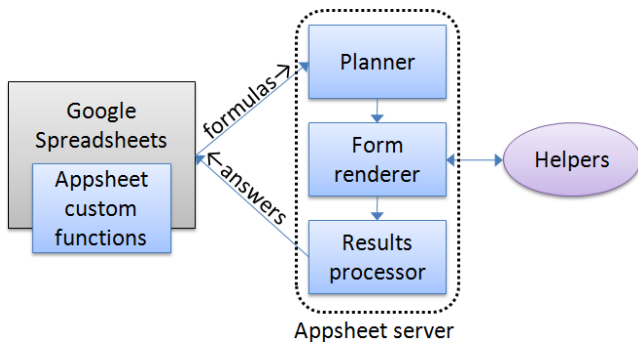 Google
Spreadsheets
Appsheet
custom
functions
formulas→
←answers
Planner
Form
renderer
Results
processor
Helpers
Appsheet server